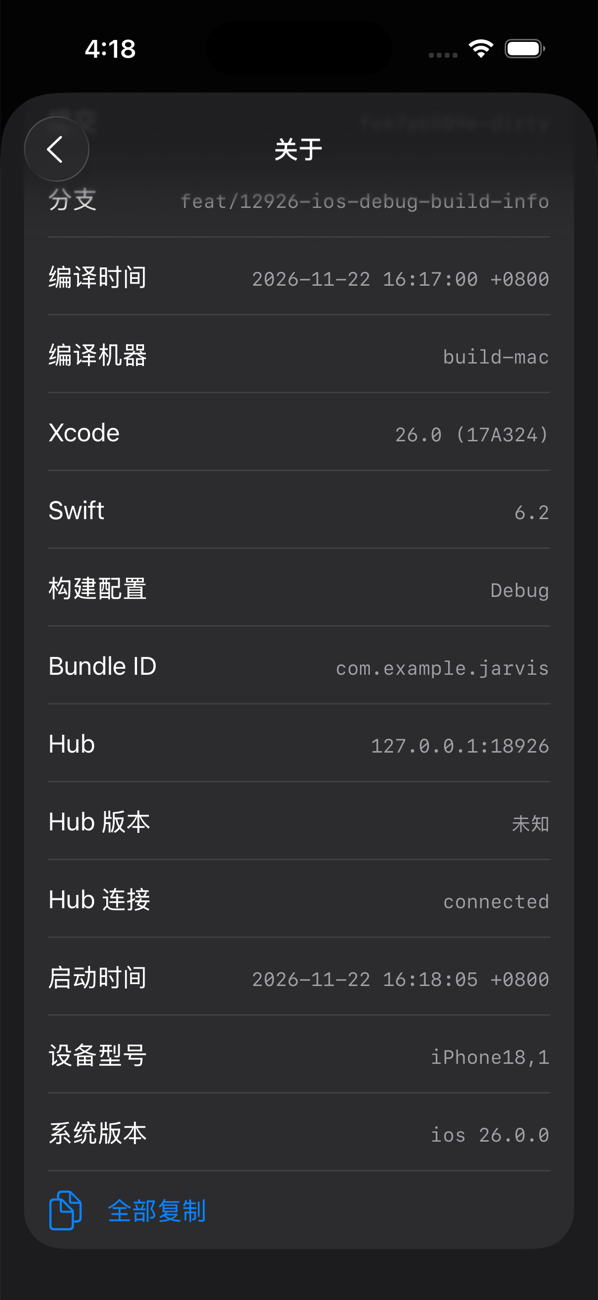 4:18
关于
分支 feat/12926-ios-debug-build-info
编译时间 2026-11-22 16:17:00 +0800
编译机器 build-mac
Xcode 26.0 (17A324)
Swift 6.2
构建配置 Debug
Bundle ID com.example.jarvis
Hub 127.0.0.1:18926
Hub 版本 未知
Hub 连接 connected
启动时间 2026-11-22 16:18:05 +0800
设备型号 iPhone18,1
系统版本 ios 26.0.0
全部复制